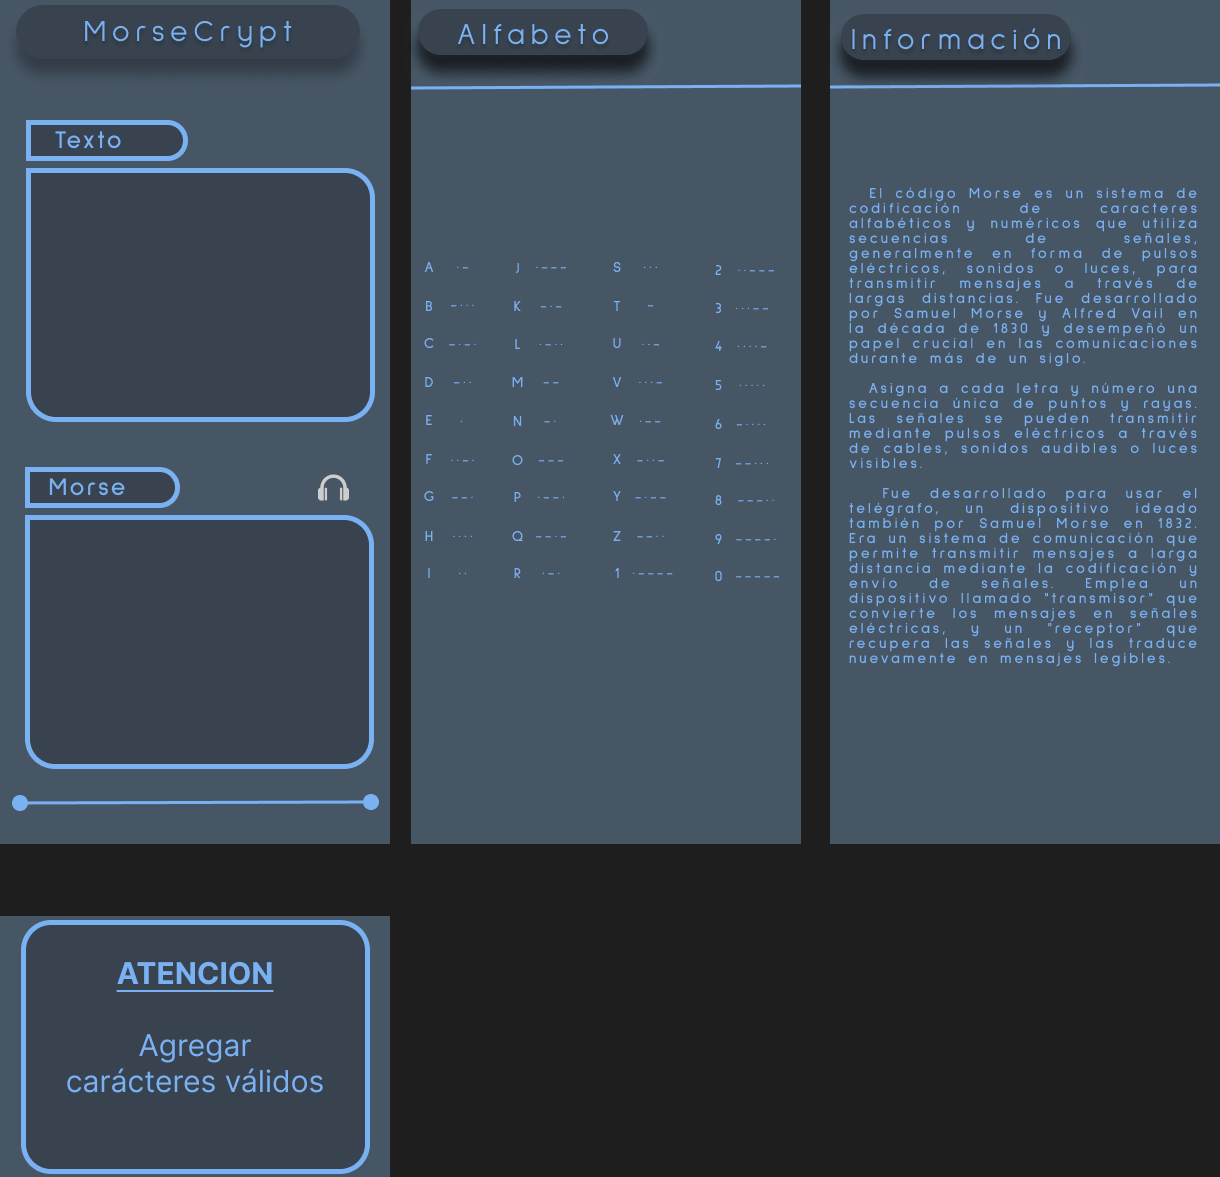 MorseCrypt
Texto
Morse
Alfabeto
A ·− J ·−−− S ··· 2 ··−−−
B −··· K −·− T − 3 ···−−
C −·−· L ·−·· U ··− 4 ····−
D −·· M −− V ···− 5 ·····
E · N −· W ·−− 6 −····
F ··−· O −−− X −··− 7 −−···
G −−· P ·−−· Y −·−− 8 −−−··
H ···· Q −−·− Z −−·· 9 −−−−·
I ·· R ·−· 1 ·−−−− 0 −−−−−
Información
El código Morse es un sistema de
codificación de caracteres
alfabéticos y numéricos que utiliza
secuencias de señales,
generalmente en forma de pulsos
eléctricos, sonidos o luces, para
transmitir mensajes a través de
largas distancias. Fue desarrollado
por Samuel Morse y Alfred Vail en
la década de 1830 y desempeñó un
papel crucial en las comunicaciones
durante más de un siglo.
Asigna a cada letra y número una
secuencia única de puntos y rayas.
Las señales se pueden transmitir
mediante pulsos eléctricos a través
de cables, sonidos audibles o luces
visibles.
Fue desarrollado para usar el
telégrafo, un dispositivo ideado
también por Samuel Morse en 1832.
Era un sistema de comunicación que
permite transmitir mensajes a larga
distancia mediante la codificación y
envío de señales. Emplea un
dispositivo llamado "transmisor" que
convierte los mensajes en señales
eléctricas, y un "receptor" que
recupera las señales y las traduce
nuevamente en mensajes legibles.
ATENCION
Agregar
carácteres válidos